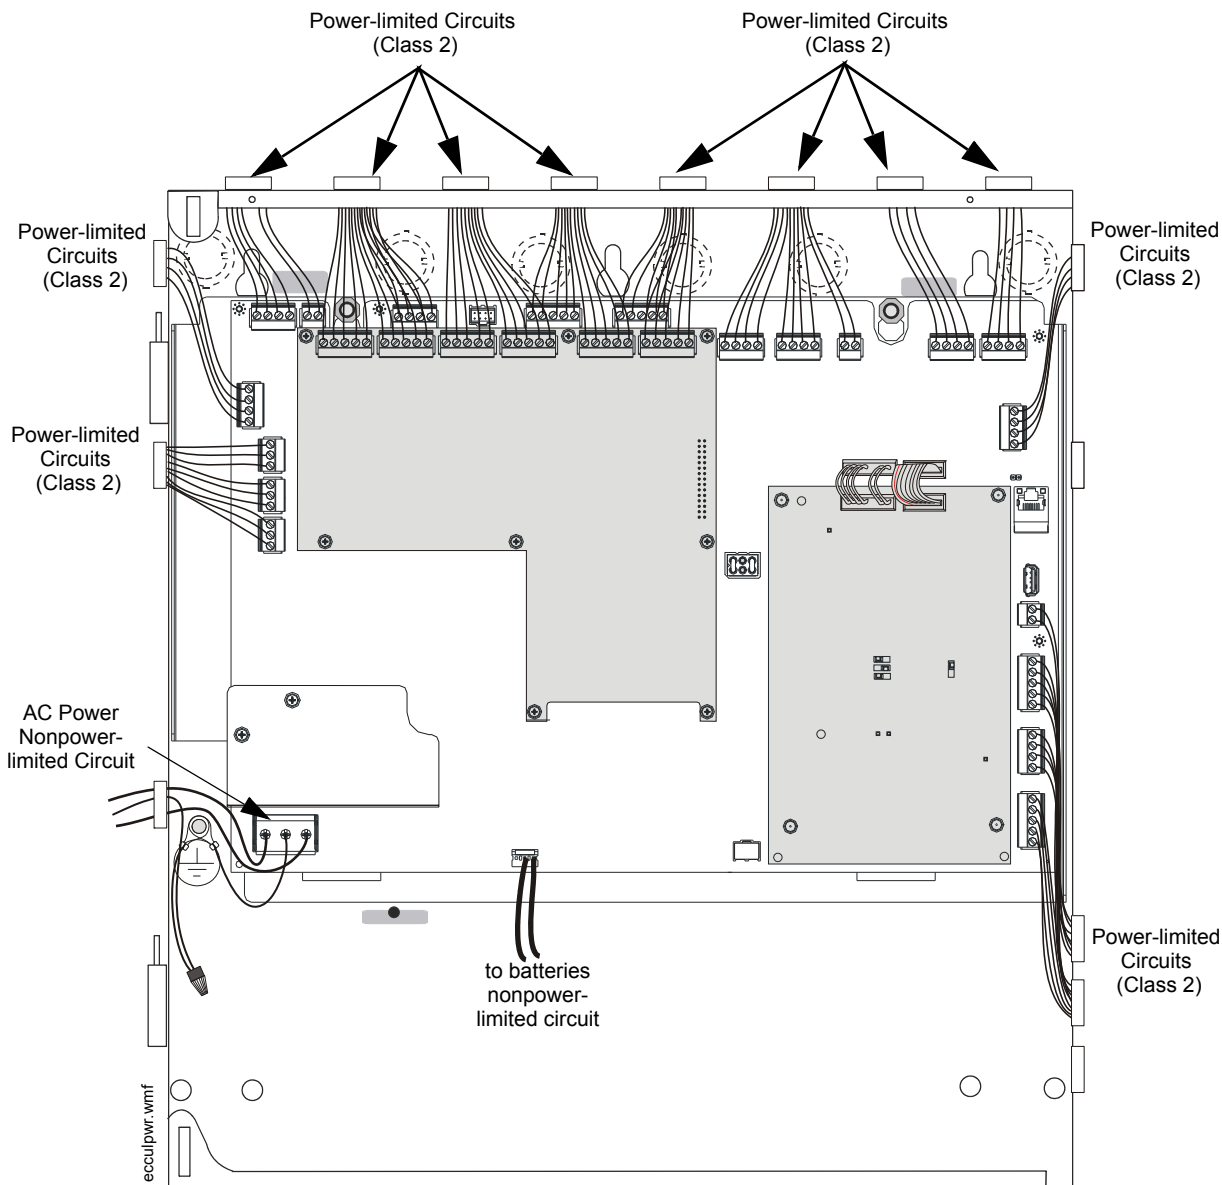 Power-limited Circuits
(Class 2)
Power-limited Circuits
(Class 2)
Power-limited
Circuits
(Class 2)
Power-limited
Circuits
(Class 2)
Power-limited
Circuits
(Class 2)
AC Power
Nonpower-
limited Circuit
Power-limited
Circuits
(Class 2)
to batteries
nonpower-
limited circuit
ecculpwr.wmf